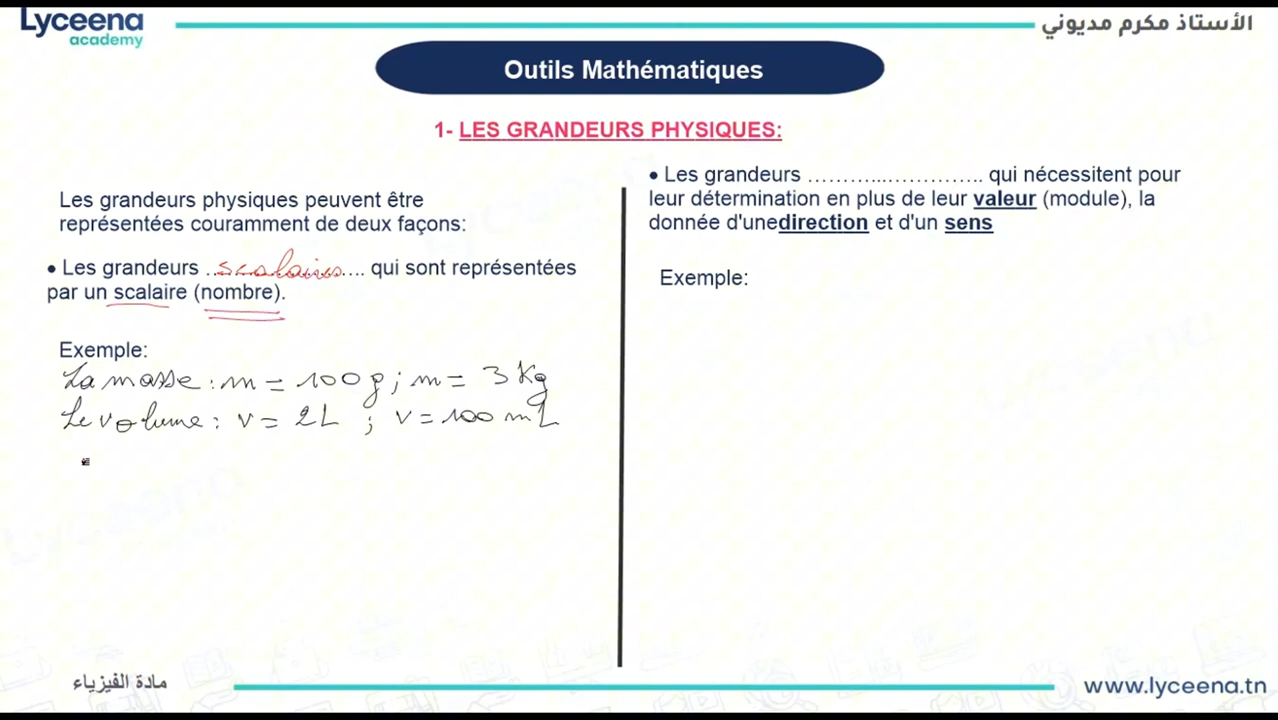 Lyceena
academy
الأستاذ مكرم مديوني
Outils Mathématiques
1- LES GRANDEURS PHYSIQUES:
Les grandeurs physiques peuvent être
représentées couramment de deux façons:
• Les grandeurs ..scalaires.... qui sont représentées
par un scalaire (nombre).
Exemple:
La masse : m = 100g ; m = 3 Kg
Le volume : v = 2L ; v = 100 mL
• Les grandeurs ………...………….. qui nécessitent pour
leur détermination en plus de leur valeur (module), la
donnée d'unedirection et d'un sens
Exemple:
مادة الفيزياء
www.lyceena.tn